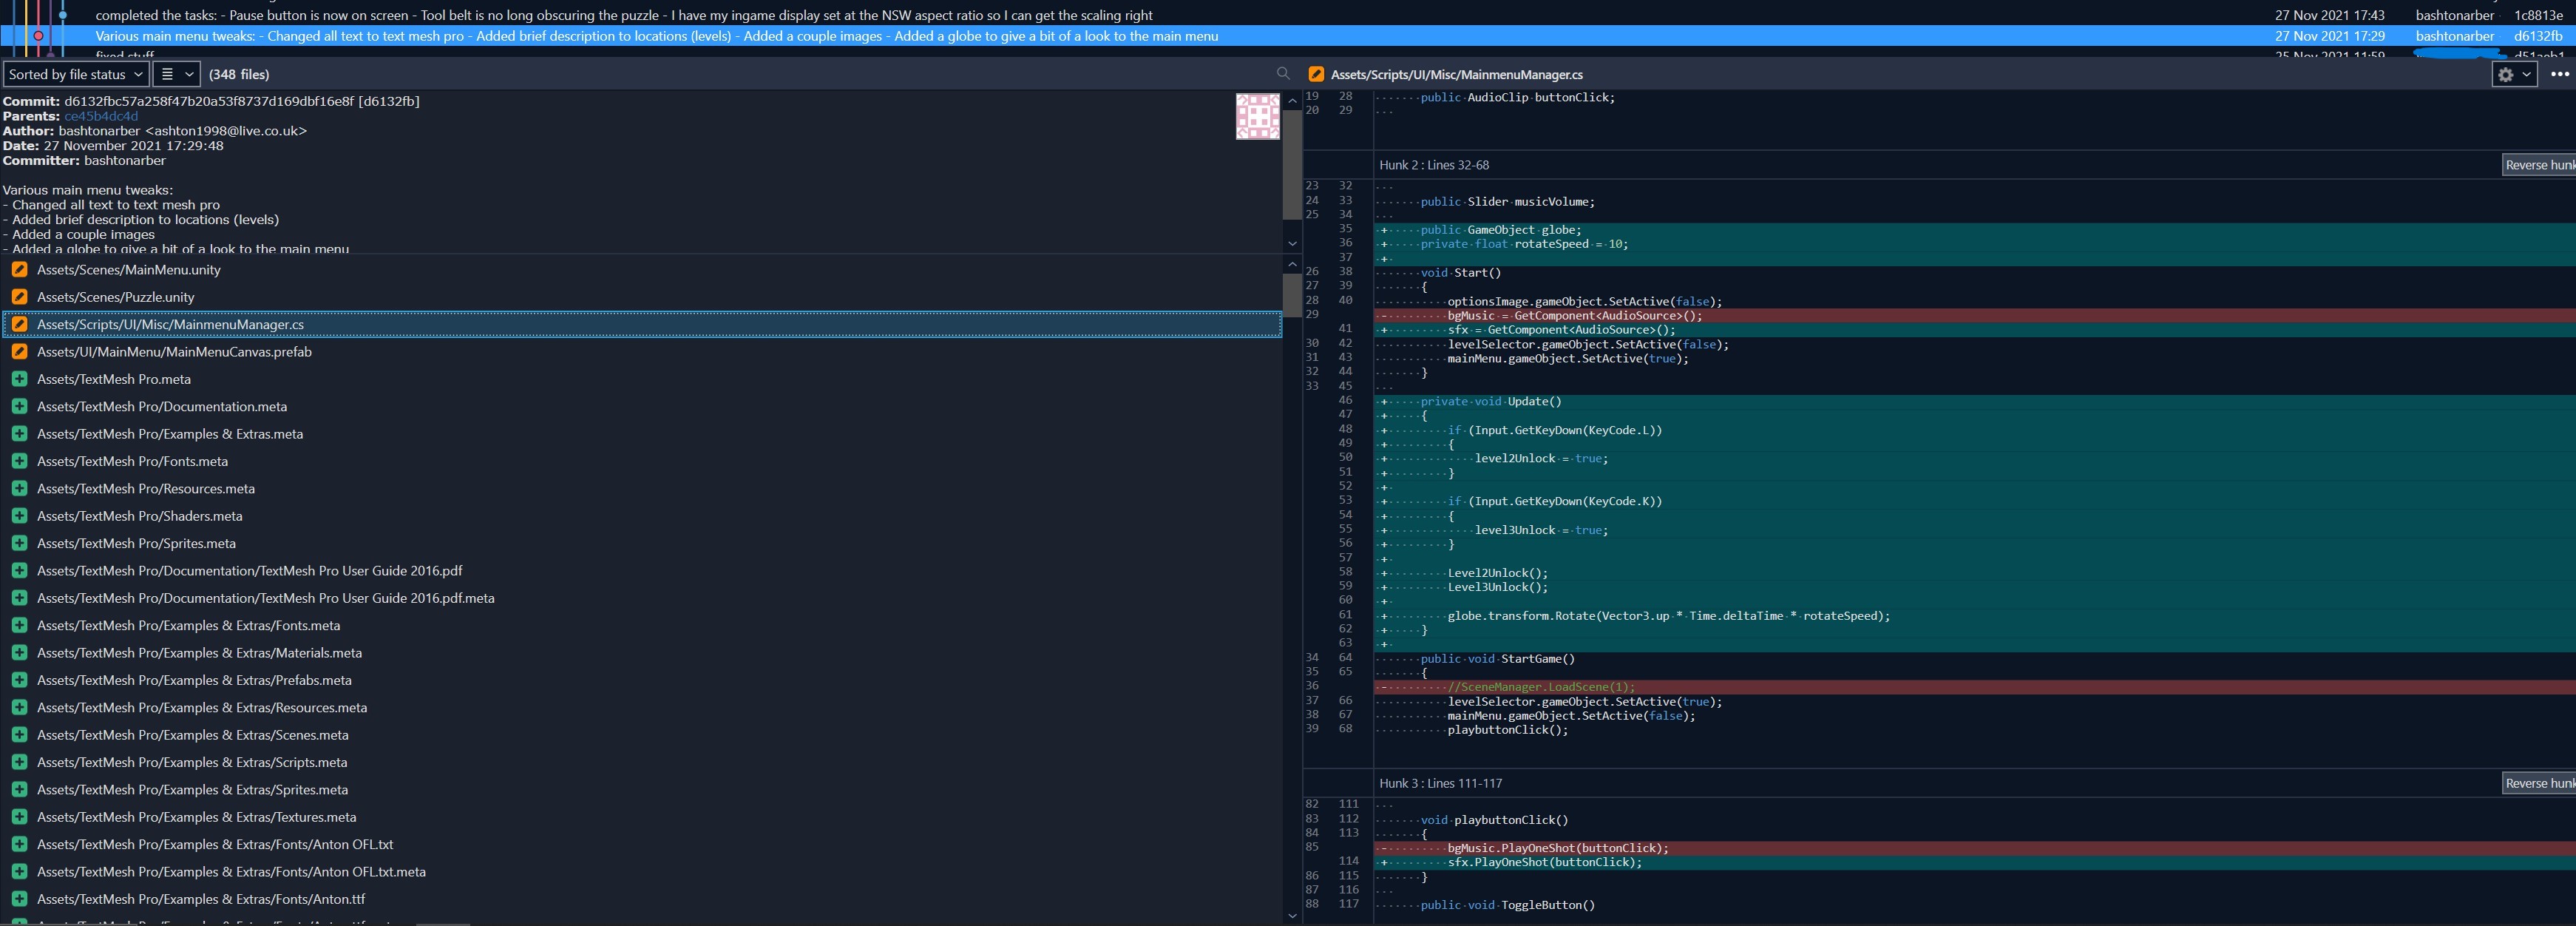 completed the tasks: - Pause button is now on screen - Tool belt is no long obscuring the puzzle - I have my ingame display set at the NSW aspect ratio so I can get the scaling right 27 Nov 2021 17:43 bashtonarber 1c8813e
Various main menu tweaks: - Changed all text to text mesh pro - Added brief description to locations (levels) - Added a couple images - Added a globe to give a bit of a look to the main menu 27 Nov 2021 17:29 bashtonarber d6132fb
fixed stuff 25 Nov 2021 11:59 d51aeb1
Sorted by file status (348 files)
Commit: d6132fbc57a258f47b20a53f8737d169dbf16e8f [d6132fb]
Parents: ce45b4dc4d
Author: bashtonarber <ashton1998@live.co.uk>
Date: 27 November 2021 17:29:48
Committer: bashtonarber
Various main menu tweaks:
- Changed all text to text mesh pro
- Added brief description to locations (levels)
- Added a couple images
- Added a globe to give a bit of a look to the main menu
Assets/Scenes/MainMenu.unity
Assets/Scenes/Puzzle.unity
Assets/Scripts/UI/Misc/MainmenuManager.cs
Assets/UI/MainMenu/MainMenuCanvas.prefab
Assets/TextMesh Pro.meta
Assets/TextMesh Pro/Documentation.meta
Assets/TextMesh Pro/Examples & Extras.meta
Assets/TextMesh Pro/Fonts.meta
Assets/TextMesh Pro/Resources.meta
Assets/TextMesh Pro/Shaders.meta
Assets/TextMesh Pro/Sprites.meta
Assets/TextMesh Pro/Documentation/TextMesh Pro User Guide 2016.pdf
Assets/TextMesh Pro/Documentation/TextMesh Pro User Guide 2016.pdf.meta
Assets/TextMesh Pro/Examples & Extras/Fonts.meta
Assets/TextMesh Pro/Examples & Extras/Materials.meta
Assets/TextMesh Pro/Examples & Extras/Prefabs.meta
Assets/TextMesh Pro/Examples & Extras/Resources.meta
Assets/TextMesh Pro/Examples & Extras/Scenes.meta
Assets/TextMesh Pro/Examples & Extras/Scripts.meta
Assets/TextMesh Pro/Examples & Extras/Sprites.meta
Assets/TextMesh Pro/Examples & Extras/Textures.meta
Assets/TextMesh Pro/Examples & Extras/Fonts/Anton OFL.txt
Assets/TextMesh Pro/Examples & Extras/Fonts/Anton OFL.txt.meta
Assets/TextMesh Pro/Examples & Extras/Fonts/Anton.ttf
Assets/Scripts/UI/Misc/MainmenuManager.cs
19 28 public AudioClip buttonClick;
20 29
Hunk 2 : Lines 32-68 Reverse hunk
23 32
24 33 public Slider musicVolume;
25 34
35 + public GameObject globe;
36 + private float rotateSpeed = 10;
37 +
26 38 void Start()
27 39 {
28 40 optionsImage.gameObject.SetActive(false);
29 - bgMusic = GetComponent<AudioSource>();
41 + sfx = GetComponent<AudioSource>();
30 42 levelSelector.gameObject.SetActive(false);
31 43 mainMenu.gameObject.SetActive(true);
32 44 }
33 45
46 + private void Update()
47 + {
48 + if (Input.GetKeyDown(KeyCode.L))
49 + {
50 + level2Unlock = true;
51 + }
52 +
53 + if (Input.GetKeyDown(KeyCode.K))
54 + {
55 + level3Unlock = true;
56 + }
57 +
58 + Level2Unlock();
59 + Level3Unlock();
60 +
61 + globe.transform.Rotate(Vector3.up * Time.deltaTime * rotateSpeed);
62 + }
63 +
34 64 public void StartGame()
35 65 {
36 - //SceneManager.LoadScene(1);
37 66 levelSelector.gameObject.SetActive(true);
38 67 mainMenu.gameObject.SetActive(false);
39 68 playbuttonClick();
Hunk 3 : Lines 111-117 Reverse hunk
82 111
83 112 void playbuttonClick()
84 113 {
85 - bgMusic.PlayOneShot(buttonClick);
114 + sfx.PlayOneShot(buttonClick);
86 115 }
87 116
88 117 public void ToggleButton()